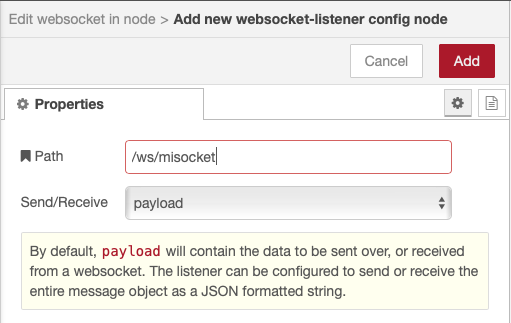 Edit websocket in node > Add new websocket-listener config node
Cancel
Add
Properties
Path
/ws/misocket
Send/Receive
payload
By default, payload will contain the data to be sent over, or received
from a websocket. The listener can be configured to send or receive the
entire message object as a JSON formatted string.